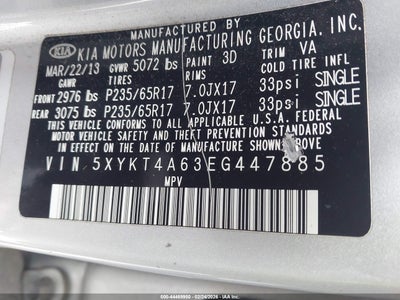 MANUFACTURED BY
KIA KIA MOTORS MANUFACTURING GEORGIA, INC.
MAR/22/13 GVWR 5072 lbs PAINT 3D TRIM VA
GAWR TIRES RIMS COLD TIRE INFL
FRONT 2976 lbs P235/65R17 7.0JX17 33psi SINGLE
REAR 3075 lbs P235/65R17 7.0JX17 33psi SINGLE
THIS VEHICLE CONFORMS TO ALL APPLICABLE U.S.A. FEDERAL
MOTOR VEHICLE SAFETY, BUMPER, AND THEFT PREVENTION
STANDARDS IN EFFECT ON THE DATE OF MANUFACTURE SHOWN ABOVE.
VIN 5XYKT4A63EG447885
MPV